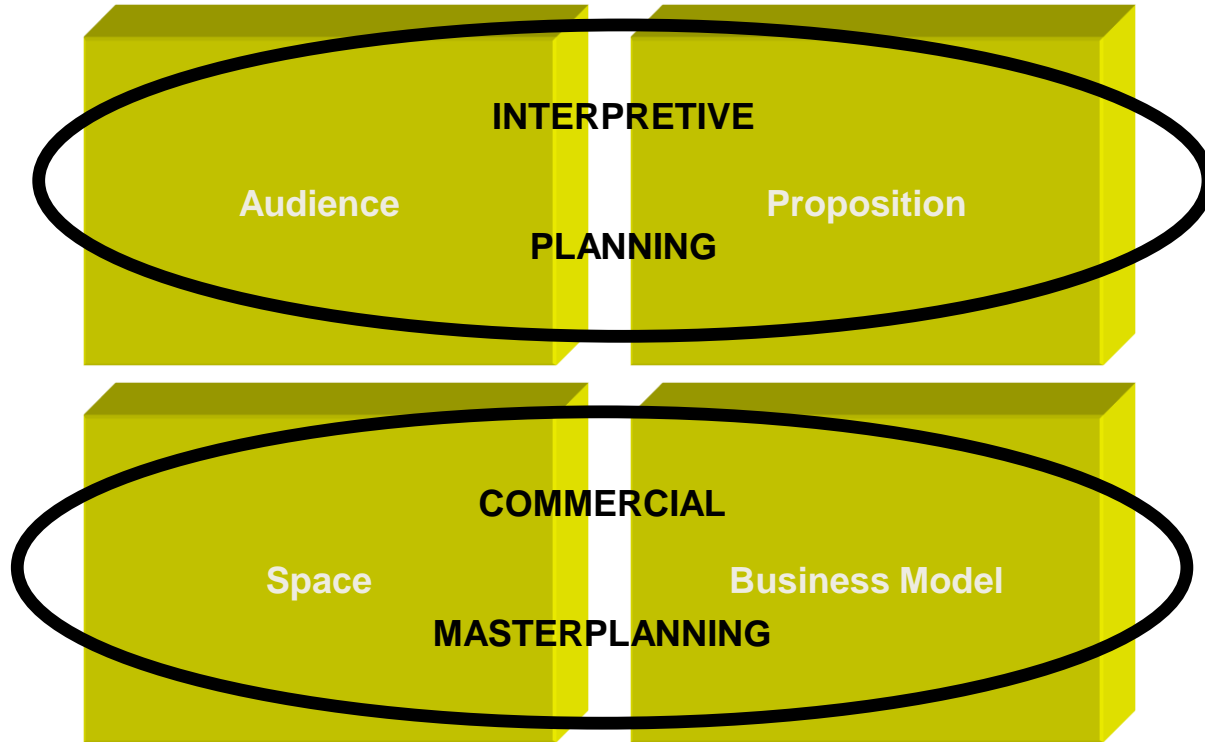 INTERPRETIVE
Audience
Proposition
PLANNING
COMMERCIAL
Space
Business Model
MASTERPLANNING